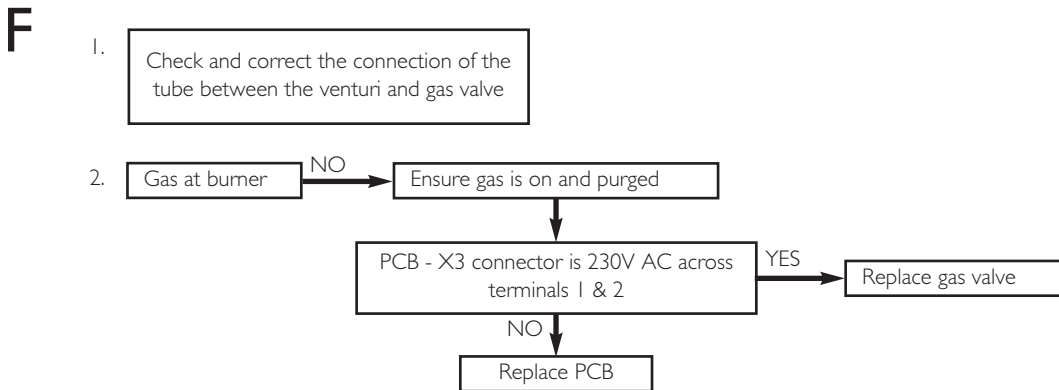 F
1.
Check and correct the connection of the
tube between the venturi and gas valve
2.
Gas at burner
NO
Ensure gas is on and purged
PCB - X3 connector is 230V AC across
terminals 1 & 2
YES
Replace gas valve
NO
Replace PCB